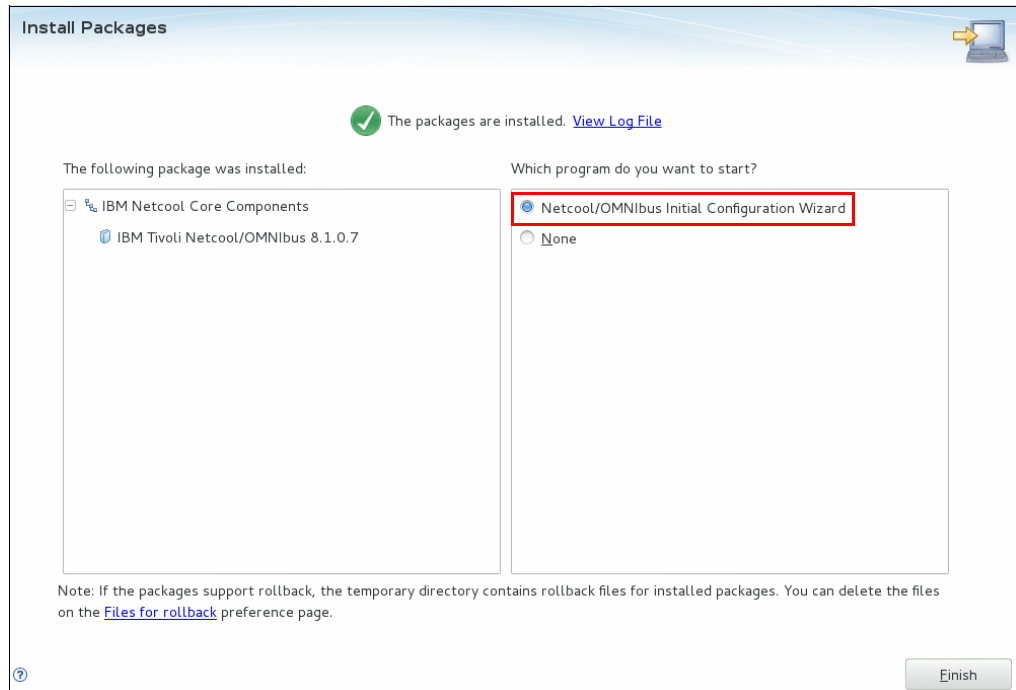 Install Packages
The packages are installed. View Log File
The following package was installed:
IBM Netcool Core Components
IBM Tivoli Netcool/OMNIbus 8.1.0.7
Which program do you want to start?
Netcool/OMNIbus Initial Configuration Wizard
None
Note: If the packages support rollback, the temporary directory contains rollback files for installed packages. You can delete the files
on the Files for rollback preference page.
?
Finish